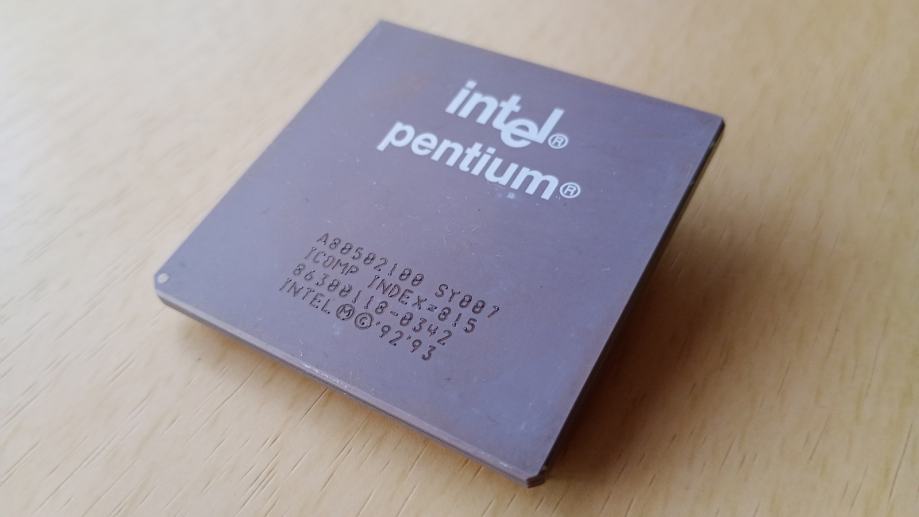 intel®
pentium®
A80502100 SY007
ICOMP INDEX=815
86300118-0342
INTEL Ⓜ©'92'93